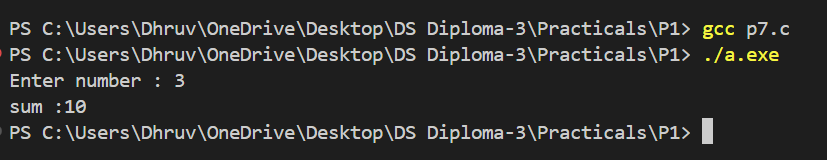 PS C:\Users\Dhruv\OneDrive\Desktop\DS Diploma-3\Practicals\P1> gcc p7.c
PS C:\Users\Dhruv\OneDrive\Desktop\DS Diploma-3\Practicals\P1> ./a.exe
Enter number : 3
sum :10
PS C:\Users\Dhruv\OneDrive\Desktop\DS Diploma-3\Practicals\P1>